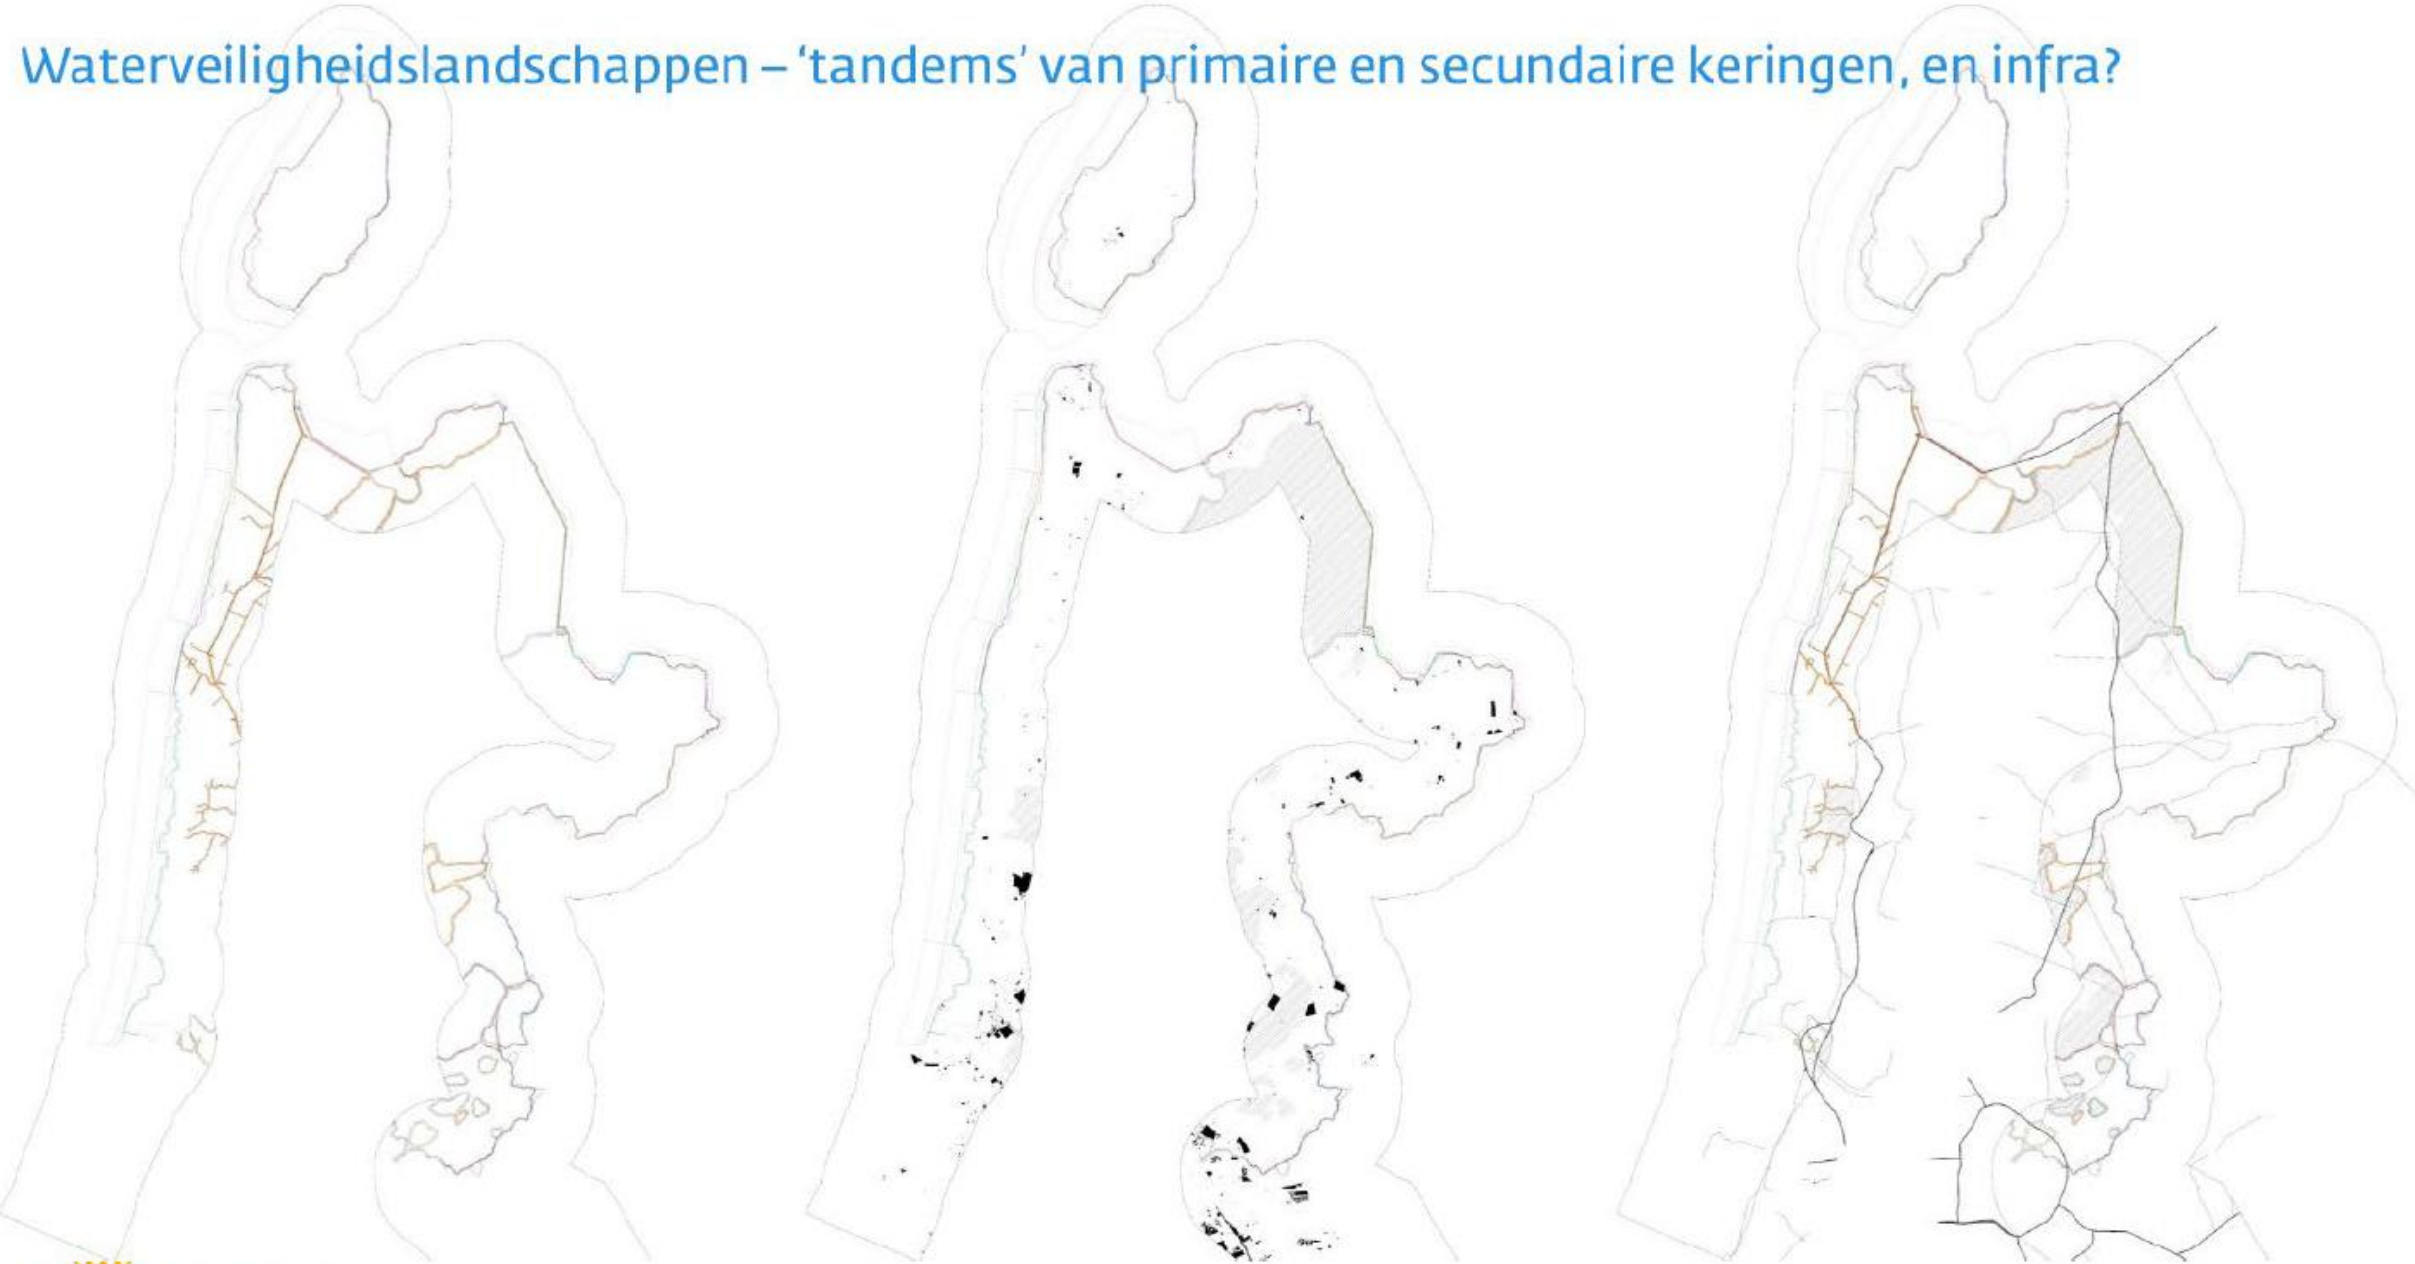 Waterveiligheidslandschappen – ‘tandems’ van primaire en secundaire keringen, en infra?